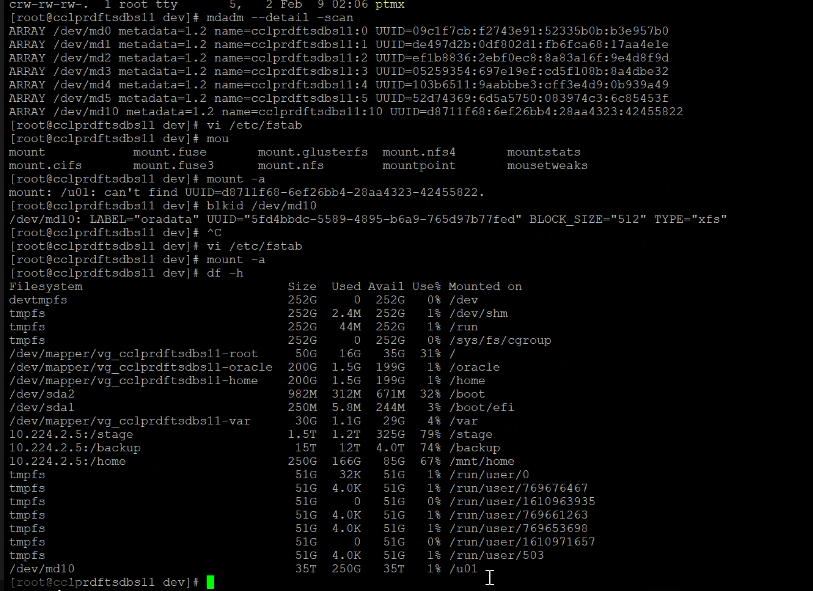 crw-rw-rw-. 1 root tty 5, 2 Feb 9 02:06 ptmx
[root@cclprdftsdbs11 dev]# mdadm --detail -scan
ARRAY /dev/md0 metadata=1.2 name=cclprdftsdbs11:0 UUID=09c1f7cb:f2743e91:52335b0b:b3e957b0
ARRAY /dev/md1 metadata=1.2 name=cclprdftsdbs11:1 UUID=de497d2b:0df802d1:fb6fca68:17aa4e1e
ARRAY /dev/md2 metadata=1.2 name=cclprdftsdbs11:2 UUID=ef1b8836:2ebf0ec8:8a83a16f:9e4d8f9d
ARRAY /dev/md3 metadata=1.2 name=cclprdftsdbs11:3 UUID=05259354:697e19ef:cd5f108b:8a4dbe32
ARRAY /dev/md4 metadata=1.2 name=cclprdftsdbs11:4 UUID=103b6511:9aabbbe3:cff3e4d9:0b939a49
ARRAY /dev/md5 metadata=1.2 name=cclprdftsdbs11:5 UUID=52d74369:6d5a5750:083974c3:6c85453f
ARRAY /dev/md10 metadata=1.2 name=cclprdftsdbs11:10 UUID=d8711f68:6ef26bb4:28aa4323:42455822
[root@cclprdftsdbs11 dev]# vi /etc/fstab
[root@cclprdftsdbs11 dev]# mou
mount mount.fuse mount.glusterfs mount.nfs4 mountstats
mount.cifs mount.fuse3 mount.nfs mountpoint mousetweaks
[root@cclprdftsdbs11 dev]# mount -a
mount: /u01: can't find UUID=d8711f68-6ef26bb4-28aa4323-42455822.
[root@cclprdftsdbs11 dev]# blkid /dev/md10
/dev/md10: LABEL="oradata" UUID="5fd4bbdc-5589-4895-b6a9-765d97b77fed" BLOCK_SIZE="512" TYPE="xfs"
[root@cclprdftsdbs11 dev]# ^C
[root@cclprdftsdbs11 dev]# vi /etc/fstab
[root@cclprdftsdbs11 dev]# mount -a
[root@cclprdftsdbs11 dev]# df -h
Filesystem Size Used Avail Use% Mounted on
devtmpfs 252G 0 252G 0% /dev
tmpfs 252G 2.4M 252G 1% /dev/shm
tmpfs 252G 44M 252G 1% /run
tmpfs 252G 0 252G 0% /sys/fs/cgroup
/dev/mapper/vg_cclprdftsdbs11-root 50G 16G 35G 31% /
/dev/mapper/vg_cclprdftsdbs11-oracle 200G 1.5G 199G 1% /oracle
/dev/mapper/vg_cclprdftsdbs11-home 200G 1.5G 199G 1% /home
/dev/sda2 982M 312M 671M 32% /boot
/dev/sda1 250M 5.8M 244M 3% /boot/efi
/dev/mapper/vg_cclprdftsdbs11-var 30G 1.1G 29G 4% /var
10.224.2.5:/stage 1.5T 1.2T 325G 79% /stage
10.224.2.5:/backup 15T 12T 4.0T 74% /backup
10.224.2.5:/home 250G 166G 85G 67% /mnt/home
tmpfs 51G 32K 51G 1% /run/user/0
tmpfs 51G 4.0K 51G 1% /run/user/769676467
tmpfs 51G 0 51G 0% /run/user/1610963935
tmpfs 51G 4.0K 51G 1% /run/user/769661263
tmpfs 51G 4.0K 51G 1% /run/user/769653698
tmpfs 51G 0 51G 0% /run/user/1610971657
tmpfs 51G 4.0K 51G 1% /run/user/503
/dev/md10 35T 250G 35T 1% /u01
[root@cclprdftsdbs11 dev]#